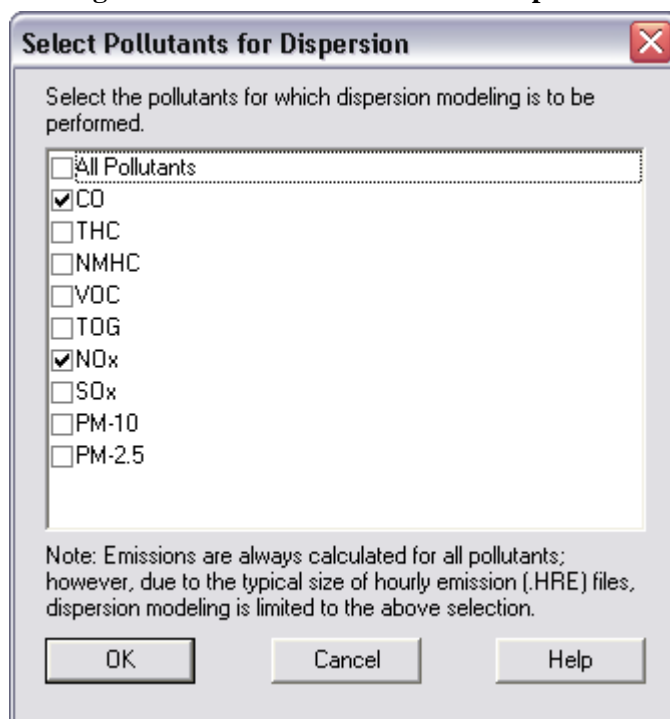 Select Pollutants for Dispersion
Select the pollutants for which dispersion modeling is to be
performed.
All Pollutants
CO
THC
NMHC
VOC
TOG
NOx
SOx
PM-10
PM-2.5
Note: Emissions are always calculated for all pollutants;
however, due to the typical size of hourly emission (.HRE) files,
dispersion modeling is limited to the above selection.
OK Cancel Help